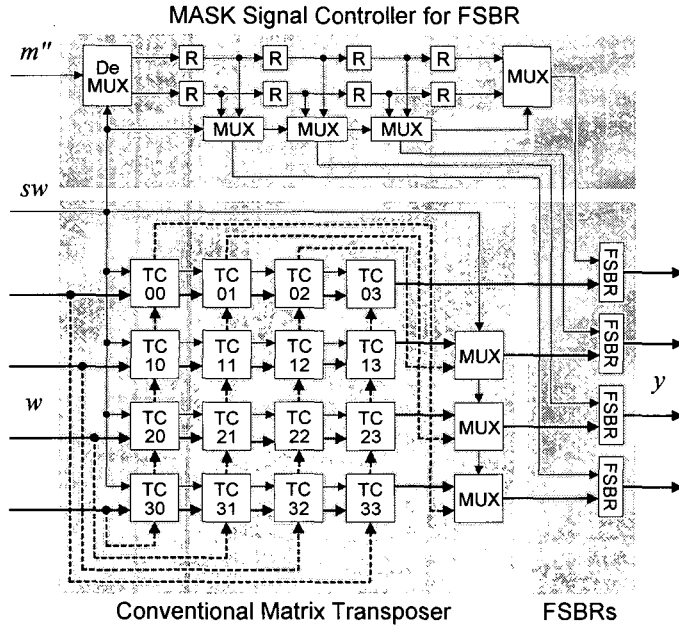 MASK Signal Controller for FSBR
m"
De
MUX
R R R R
MUX
R R R R
MUX MUX MUX
sw
TC
00
TC
01
TC
02
TC
03
FSBR
TC
10
TC
11
TC
12
TC
13
MUX
FSBR
w
TC
20
TC
21
TC
22
TC
23
MUX
FSBR
y
TC
30
TC
31
TC
32
TC
33
MUX
FSBR
Conventional Matrix Transposer
FSBRs